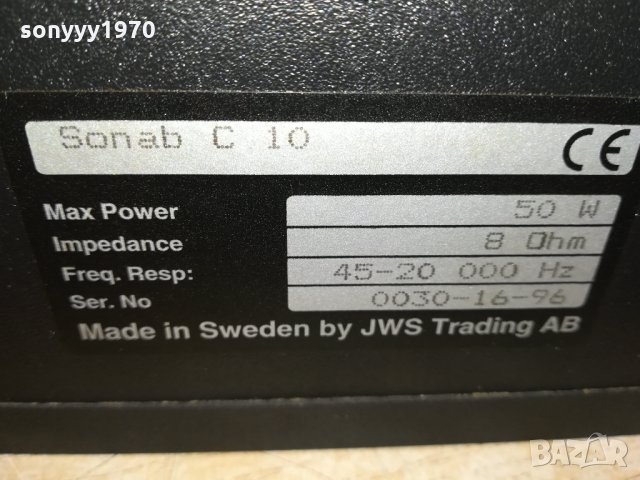 sonyyy1970
Sonab C 10
CE
Max Power 50 W
Impedance 8 Ohm
Freq. Resp: 45-20 000 Hz
Ser. No 0030-16-96
Made in Sweden by JWS Trading AB
BAZAR